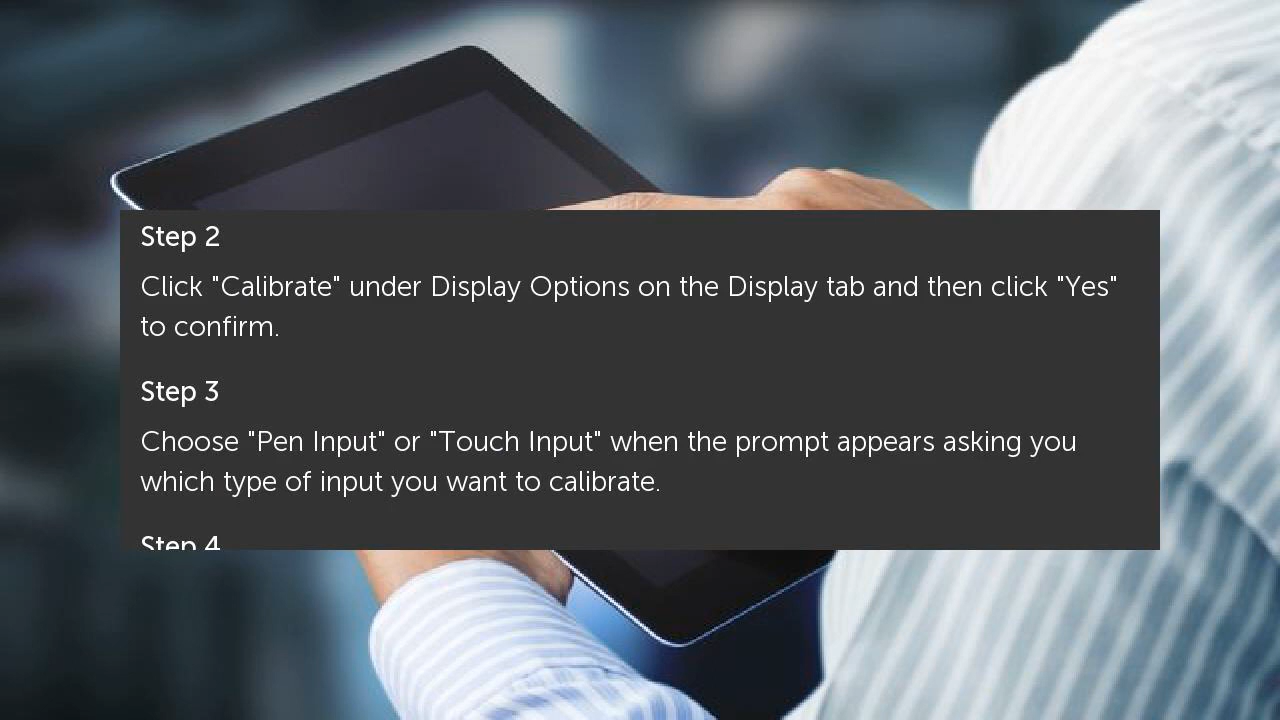 Step 2
Click "Calibrate" under Display Options on the Display tab and then click "Yes"
to confirm.
Step 3
Choose "Pen Input" or "Touch Input" when the prompt appears asking you
which type of input you want to calibrate.
Step 4